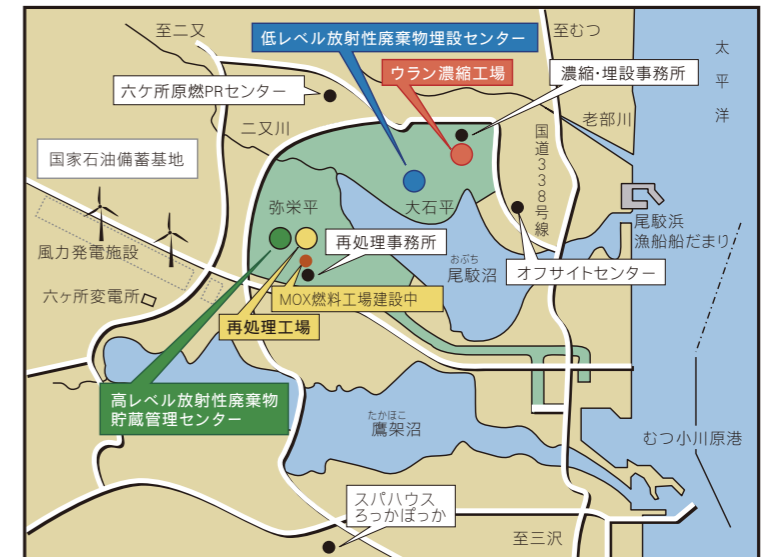 至二又
低レベル放射性廃棄物埋設センター
至むつ
太平洋
ウラン濃縮工場
濃縮・埋設事務所
六ケ所原燃PRセンター
二又川
老部川
国道338号線
国家石油備蓄基地
弥栄平
大石平
尾駮浜
漁船船だまり
再処理事務所
風力発電施設
おぶち
尾駮沼
オフサイトセンター
六ヶ所変電所
MOX燃料工場建設中
再処理工場
高レベル放射性廃棄物
貯蔵管理センター
たかほこ
鷹架沼
むつ小川原港
スパハウス
ろっかぽっか
至三沢